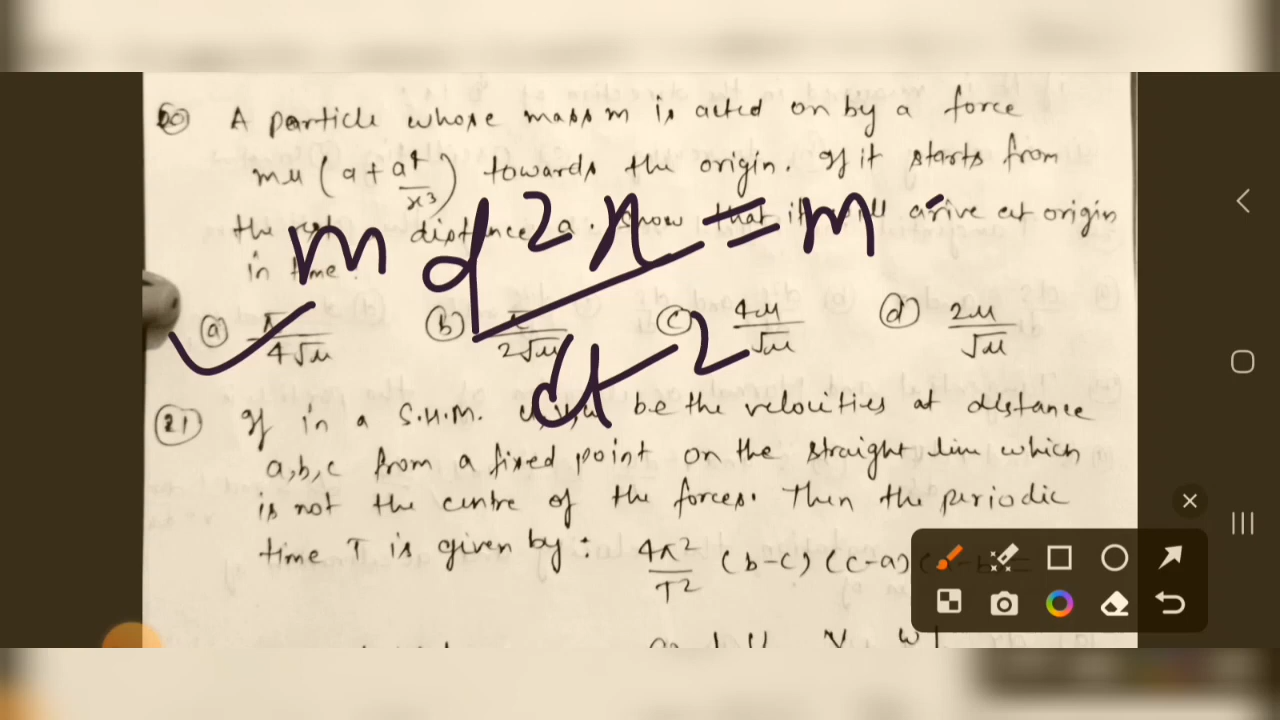 20 A particle whose mass m is acted on by a force
mμ (a + a⁴/x³) towards the origin. If it starts from
the rest distance a. Show that it will arive at origin
in time.
(a) π/4√μ (b) π/2√μ (c) 4μ/√μ (d) 2μ/√μ
m d²x/dt² = m
(21) If in a S.H.M. u,v,w be the velocities at distance
a,b,c from a fixed point on the straight line which
is not the centre of the forces. Then the periodic
time T is given by: 4π²/T² (b-c) (c-a)
u v w